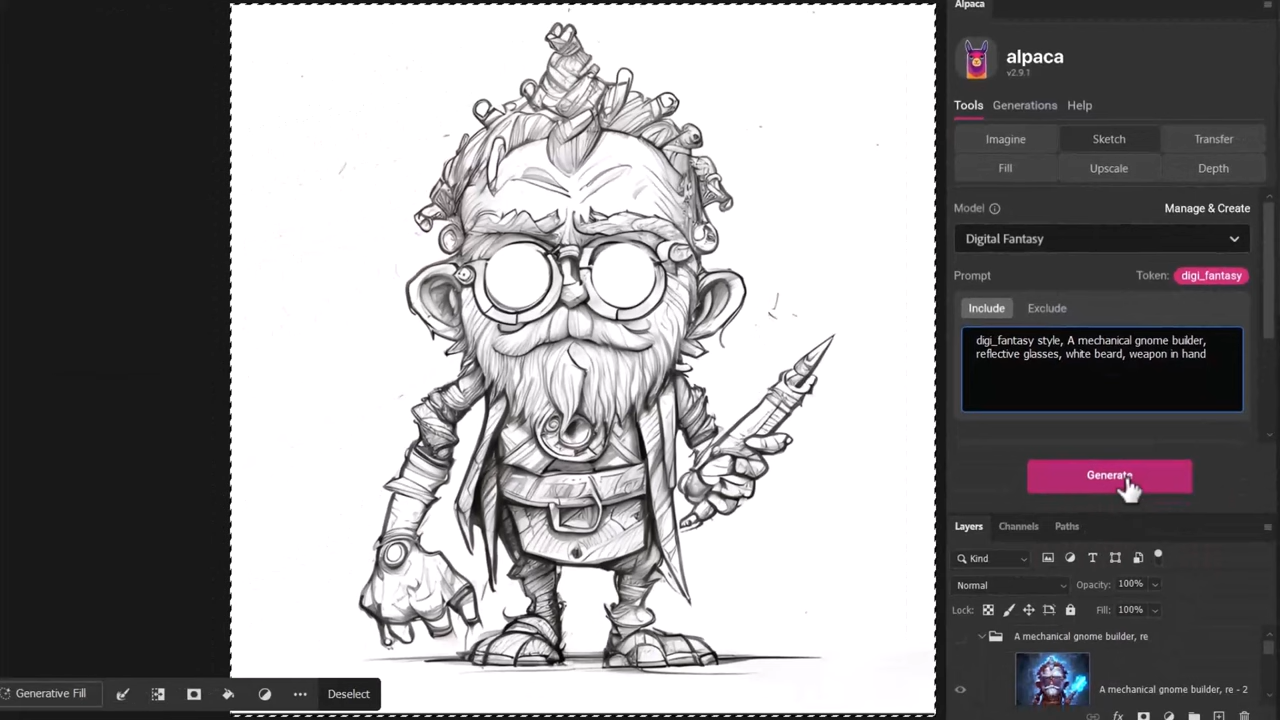 Alpaca
alpaca
v2.9.1
Tools Generations Help
Imagine Sketch Transfer
Fill Upscale Depth
Model Manage & Create
Digital Fantasy
Prompt Token: digi_fantasy
Include Exclude
digi_fantasy style, A mechanical gnome builder,
reflective glasses, white beard, weapon in hand
Generate
Layers Channels Paths
Kind
Normal Opacity: 100%
Lock: Fill: 100%
A mechanical gnome builder, re
A mechanical gnome builder, re - 2
Generative Fill Deselect
fx